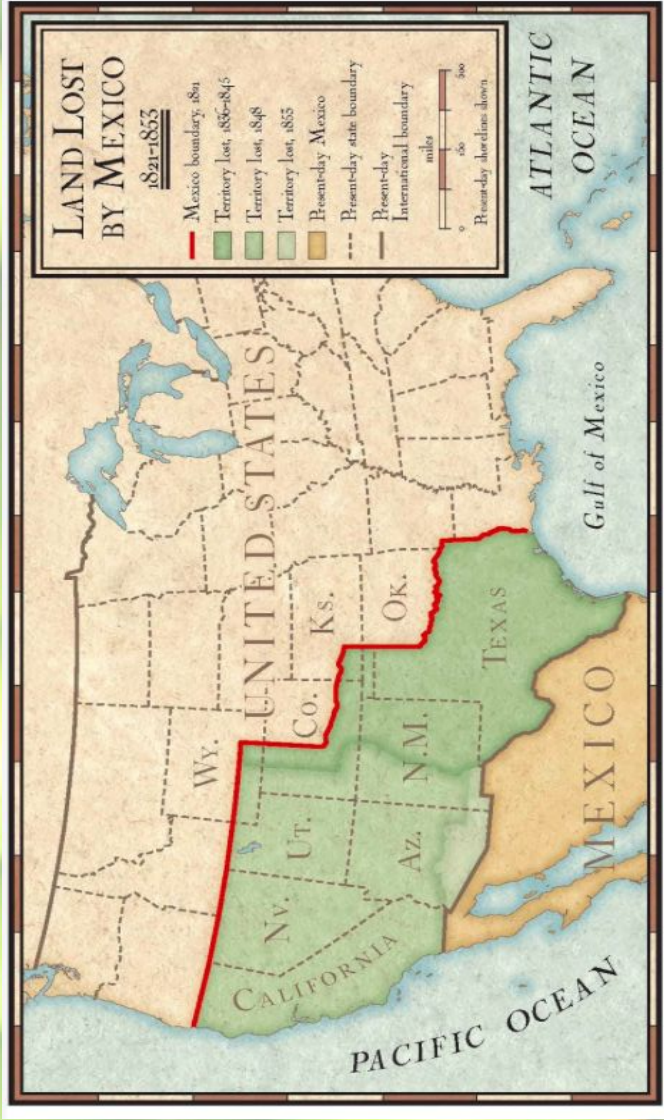 LAND LOST
BY MEXICO
1821-1853
Mexico boundary, 1821
Territory lost, 1836-1845
Territory lost, 1848
Territory lost, 1853
Present-day Mexico
Present-day state boundary
Present-day
International boundary
miles
0 150 300
Present-day shorelines shown
ATLANTIC
OCEAN
UNITED STATES
WY.
CO.
KS.
OK.
NV.
UT.
AZ.
N.M.
TEXAS
CALIFORNIA
Gulf of Mexico
MEXICO
PACIFIC OCEAN